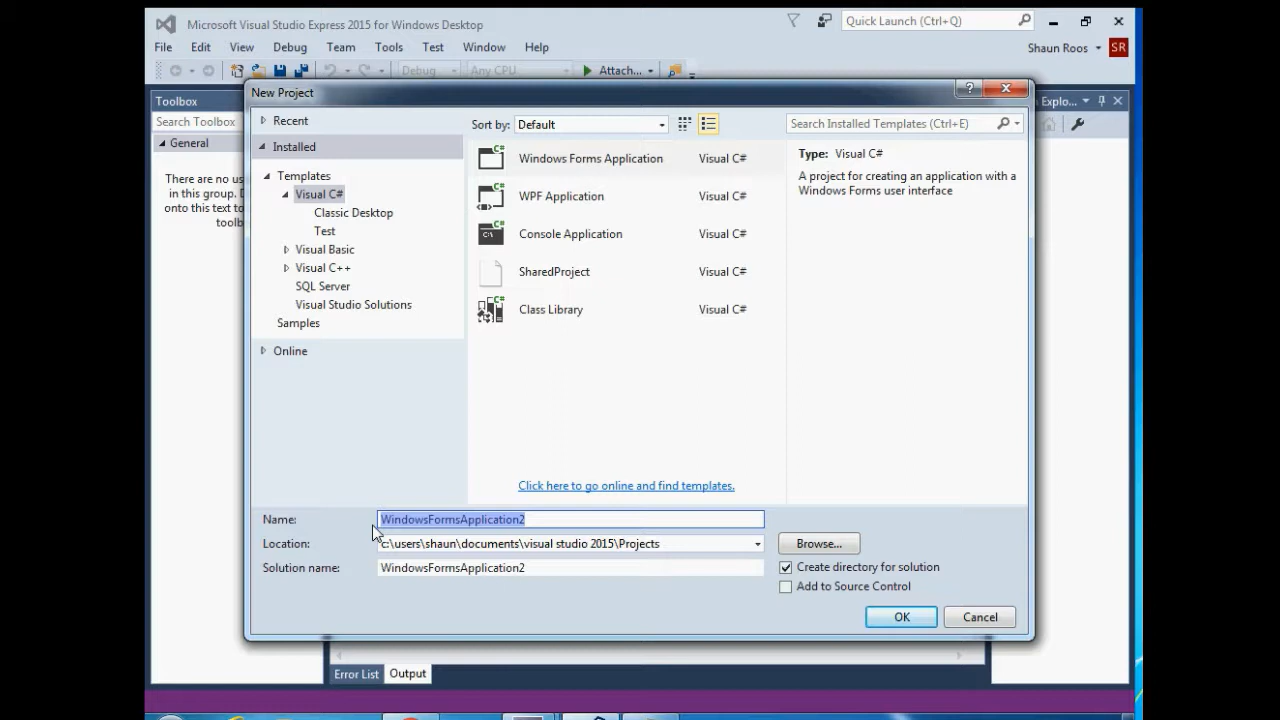 Microsoft Visual Studio Express 2015 for Windows Desktop
Quick Launch (Ctrl+Q)
File Edit View Debug Team Tools Test Window Help
Shaun Roos SR
Debug Any CPU Attach...
New Project
Toolbox
Explo...
Search Toolbox
General
There are no us
in this group. D
onto this text to
toolb
Recent
Installed
Templates
Visual C#
Classic Desktop
Test
Visual Basic
Visual C++
SQL Server
Visual Studio Solutions
Samples
Online
Sort by: Default
Search Installed Templates (Ctrl+E)
Windows Forms Application Visual C#
WPF Application Visual C#
Console Application Visual C#
SharedProject Visual C#
Class Library Visual C#
Type: Visual C#
A project for creating an application with a
Windows Forms user interface
Click here to go online and find templates.
Name: WindowsFormsApplication2
Location: c:\users\shaun\documents\visual studio 2015\Projects
Browse...
Solution name: WindowsFormsApplication2
Create directory for solution
Add to Source Control
OK Cancel
Error List Output